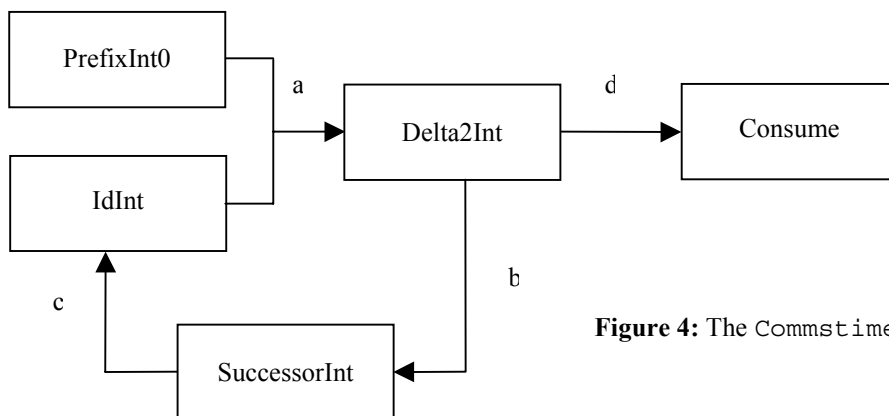 PrefixInt0
a
d
Delta2Int
Consume
IdInt
c
b
Figure 4: The Commstime
SuccessorInt